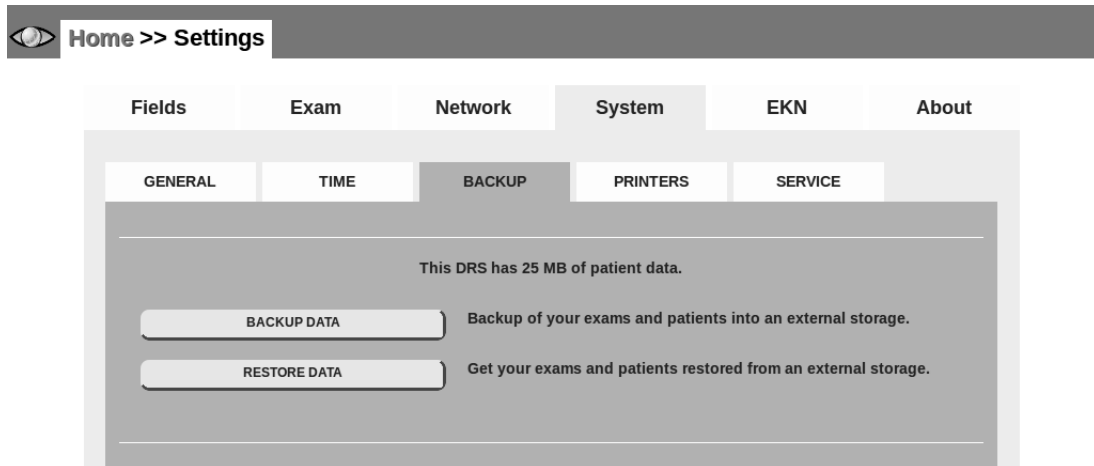 Home >> Settings
Fields Exam Network System EKN About
GENERAL TIME BACKUP PRINTERS SERVICE
This DRS has 25 MB of patient data.
BACKUP DATA Backup of your exams and patients into an external storage.
RESTORE DATA Get your exams and patients restored from an external storage.